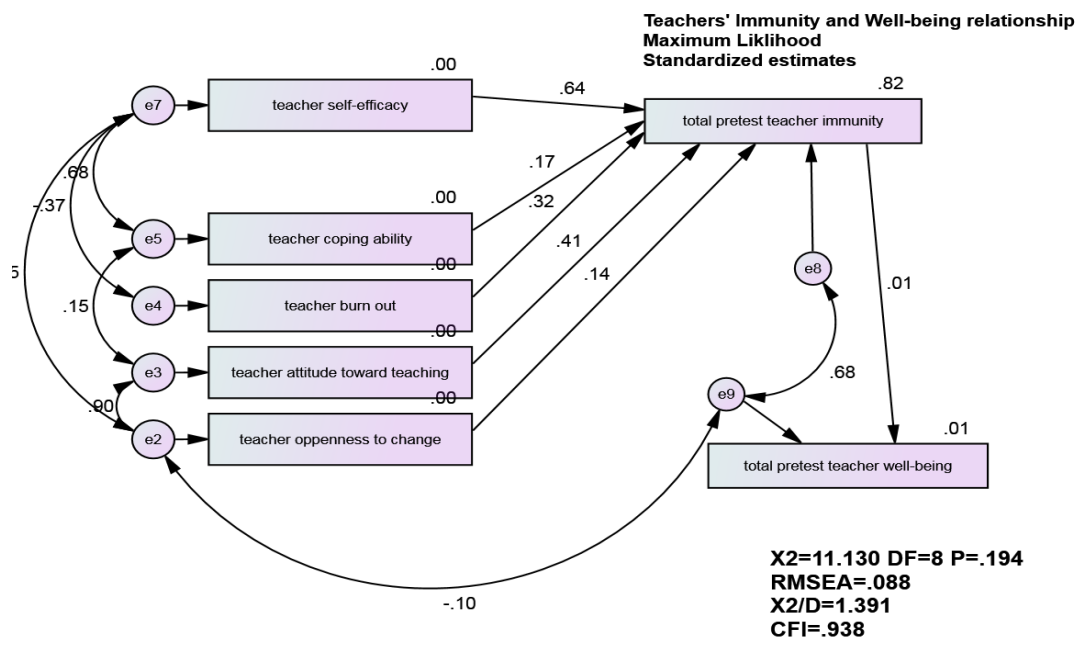 Teachers' Immunity and Well-being relationship
Maximum Liklihood
Standardized estimates
.00
.82
e7
teacher self-efficacy
.64
total pretest teacher immunity
.68
-.37
.17
.00
.32
e5
teacher coping ability
.41
.00
e8
5
.14
.01
.15
e4
teacher burn out
.00
e3
teacher attitude toward teaching
.68
.00
.90
e9
e2
teacher oppenness to change
.01
total pretest teacher well-being
-.10
X2=11.130 DF=8 P=.194
RMSEA=.088
X2/D=1.391
CFI=.938